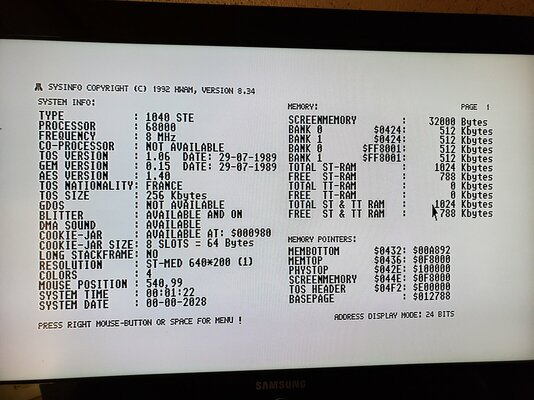 SYSINFO COPYRIGHT (C) 1992 HWAM, VERSION 8.34
SYSTEM INFO:
TYPE : 1040 STE
PROCESSOR : 68000
FREQUENCY : 8 MHz
CO-PROCESSOR : NOT AVAILABLE
TOS VERSION : 1.06 DATE: 29-07-1989
GEM VERSION : 0.15 DATE: 29-07-1989
AES VERSION : 1.40
TOS NATIONALITY: FRANCE
TOS SIZE : 256 Kbytes
GDOS : NOT AVAILABLE
BLITTER : AVAILABLE AND ON
DMA SOUND : AVAILABLE
COOKIE-JAR : AVAILABLE AT: $000980
COOKIE-JAR SIZE: 8 SLOTS = 64 Bytes
LONG STACKFRAME: NO
RESOLUTION : ST-MED 640*200 (1)
COLORS : 4
MOUSE POSITION : 540,99
SYSTEM TIME : 00:01:22
SYSTEM DATE : 00-00-2028
PRESS RIGHT MOUSE-BUTTON OR SPACE FOR MENU !
MEMORY: PAGE 1
SCREENMEMORY : 32000 Bytes
BANK 0 $0424: 512 Kbytes
BANK 1 $0424: 512 Kbytes
BANK 0 $FF8001: 512 Kbytes
BANK 1 $FF8001: 512 Kbytes
TOTAL ST-RAM : 1024 Kbytes
FREE ST-RAM : 788 Kbytes
TOTAL TT-RAM : 0 Kbytes
FREE TT-RAM : 0 Kbytes
TOTAL ST & TT RAM : 1024 Kbytes
FREE ST & TT RAM : 788 Kbytes
MEMORY POINTERS:
MEMBOTTOM $0432: $00A892
MEMTOP $0436: $0F8000
PHYSTOP $042E: $100000
SCREENMEMORY $044E: $0F8000
TOS HEADER $04F2: $E00000
BASEPAGE : $012788
ADDRESS DISPLAY MODE: 24 BITS
SAMSUNG